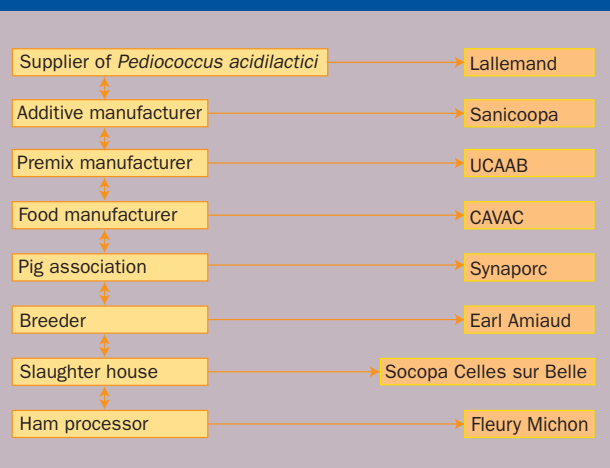 Supplier of Pediococcus acidilactici
Lallemand
Additive manufacturer
Sanicoopa
Premix manufacturer
UCAAB
Food manufacturer
CAVAC
Pig association
Synaporc
Breeder
Earl Amiaud
Slaughter house
Socopa Celles sur Belle
Ham processor
Fleury Michon